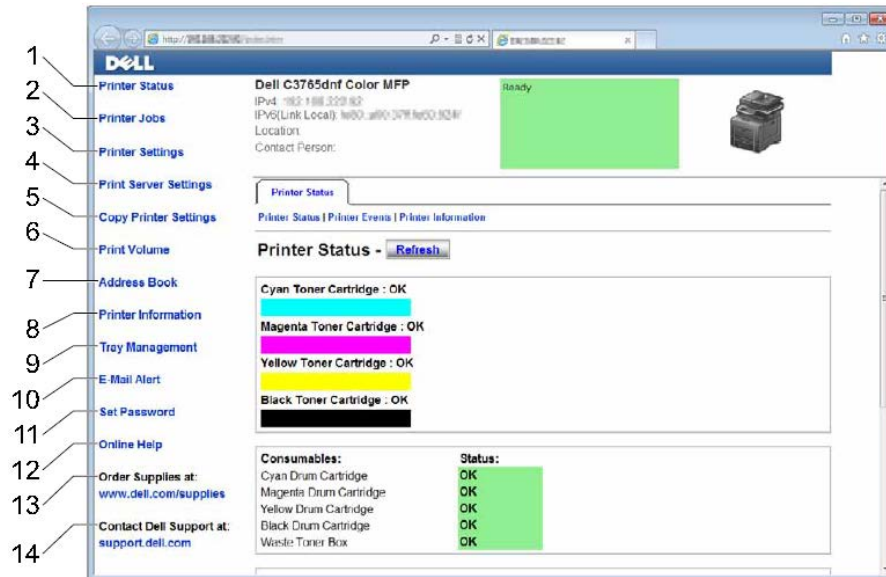 http://
DELL
1
Printer Status
2
Printer Jobs
3
Printer Settings
4
Print Server Settings
5
Copy Printer Settings
6
Print Volume
7
Address Book
8
Printer Information
9
Tray Management
10
E-Mail Alert
11
Set Password
12
Online Help
13
Order Supplies at:
www.dell.com/supplies
14
Contact Dell Support at:
support.dell.com
Dell C3765dnf Color MFP
IPv4:
IPv6(Link Local):
Location:
Contact Person:
Ready
Printer Status
Printer Status | Printer Events | Printer Information
Printer Status - Refresh
Cyan Toner Cartridge : OK
Magenta Toner Cartridge : OK
Yellow Toner Cartridge : OK
Black Toner Cartridge : OK
Consumables: Status:
Cyan Drum Cartridge OK
Magenta Drum Cartridge OK
Yellow Drum Cartridge OK
Black Drum Cartridge OK
Waste Toner Box OK